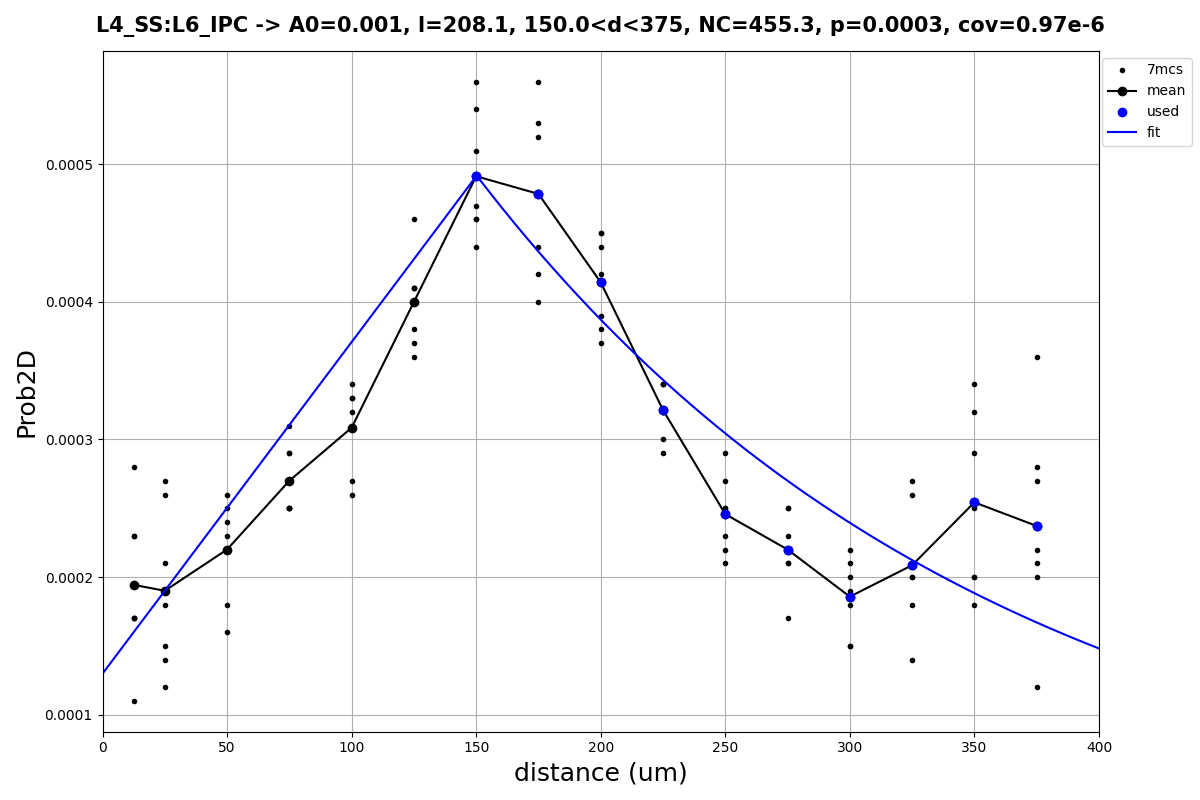 L4_SS:L6_IPC -> A0=0.001, l=208.1, 150.0<d<375, NC=455.3, p=0.0003, cov=0.97e-6
7mcs
mean
used
fit
Prob2D
0.0005
0.0004
0.0003
0.0002
0.0001
0 50 100 150 200 250 300 350 400
distance (um)